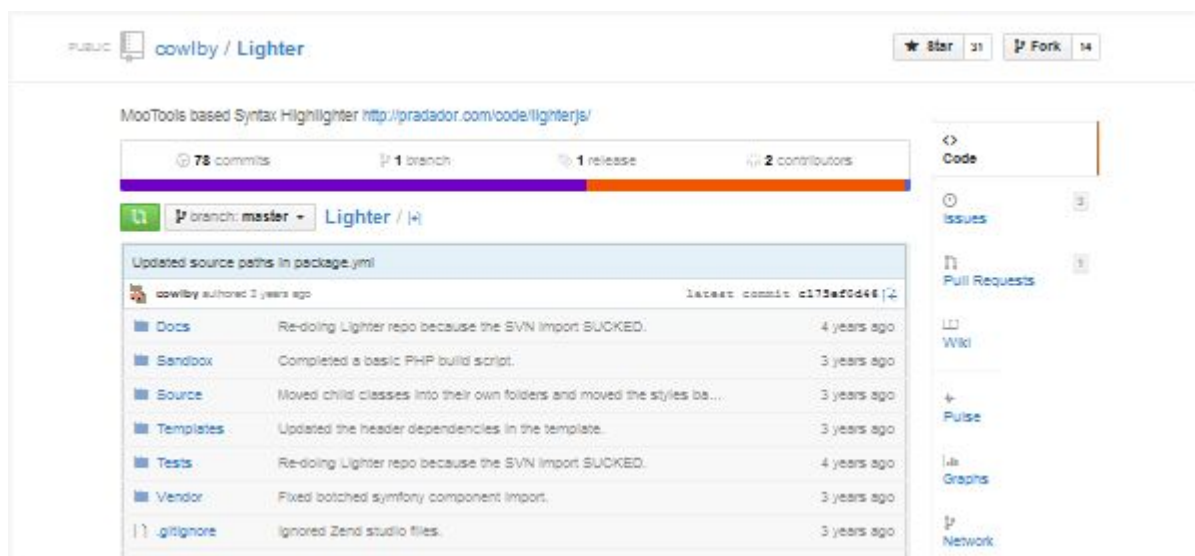 PUBLIC cowlby / Lighter
Star 31 Fork 14
MooTools based Syntax Highlighter http://pradador.com/code/lighterjs/
78 commits 1 branch 1 release 2 contributors
branch: master Lighter /
Updated source paths in package.yml
cowlby authored 3 years ago latest commit
Docs Re-doing Lighter repo because the SVN import SUCKED. 4 years ago
Sandbox Completed a basic PHP build script. 3 years ago
Source Moved child classes into their own folders and moved the styles ba... 3 years ago
Templates Updated the header dependencies in the template. 3 years ago
Tests Re-doing Lighter repo because the SVN import SUCKED. 4 years ago
Vendor Fixed botched symfony component import. 3 years ago
.gitignore Ignored Zend studio files. 3 years ago
Code
Issues 3
Pull Requests 1
Wiki
Pulse
Graphs
Network